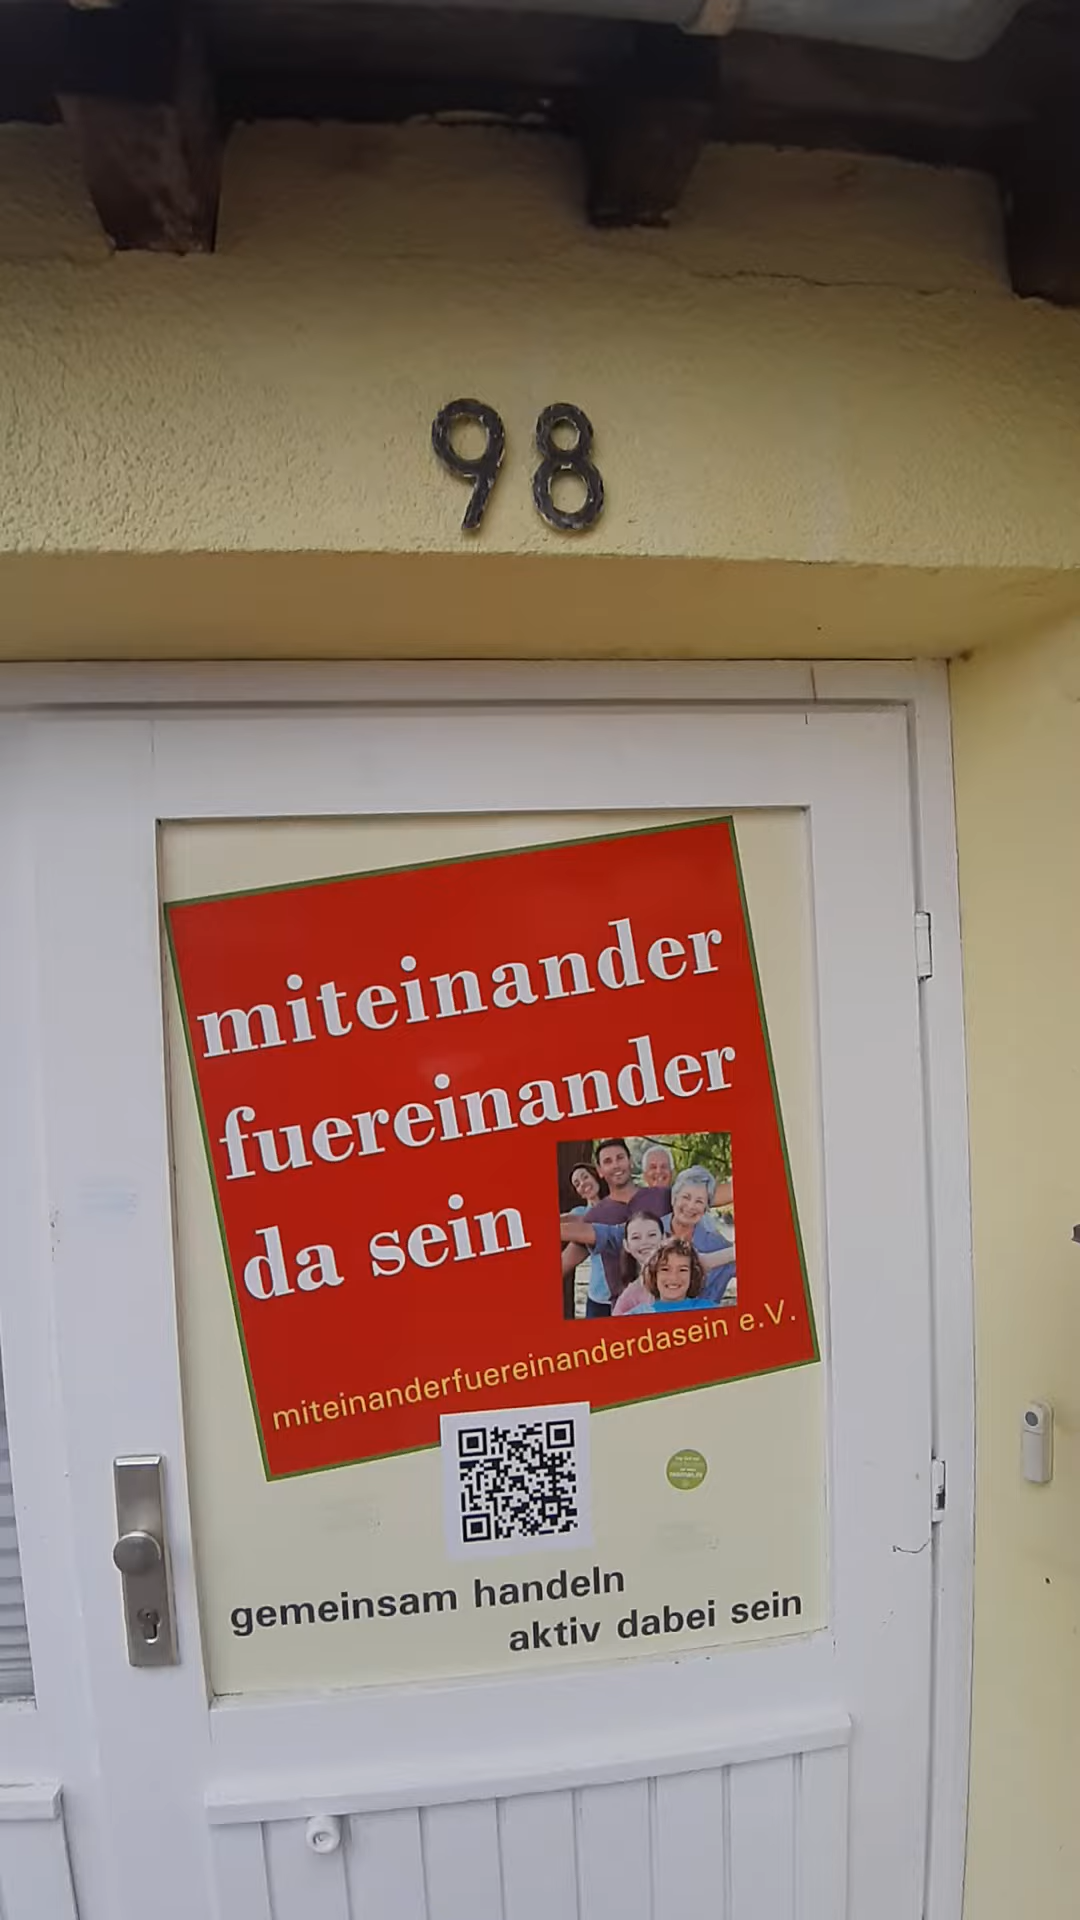 98
miteinander
fuereinander
da sein
miteinanderfuereinanderdasein e.V.
gemeinsam handeln
aktiv dabei sein